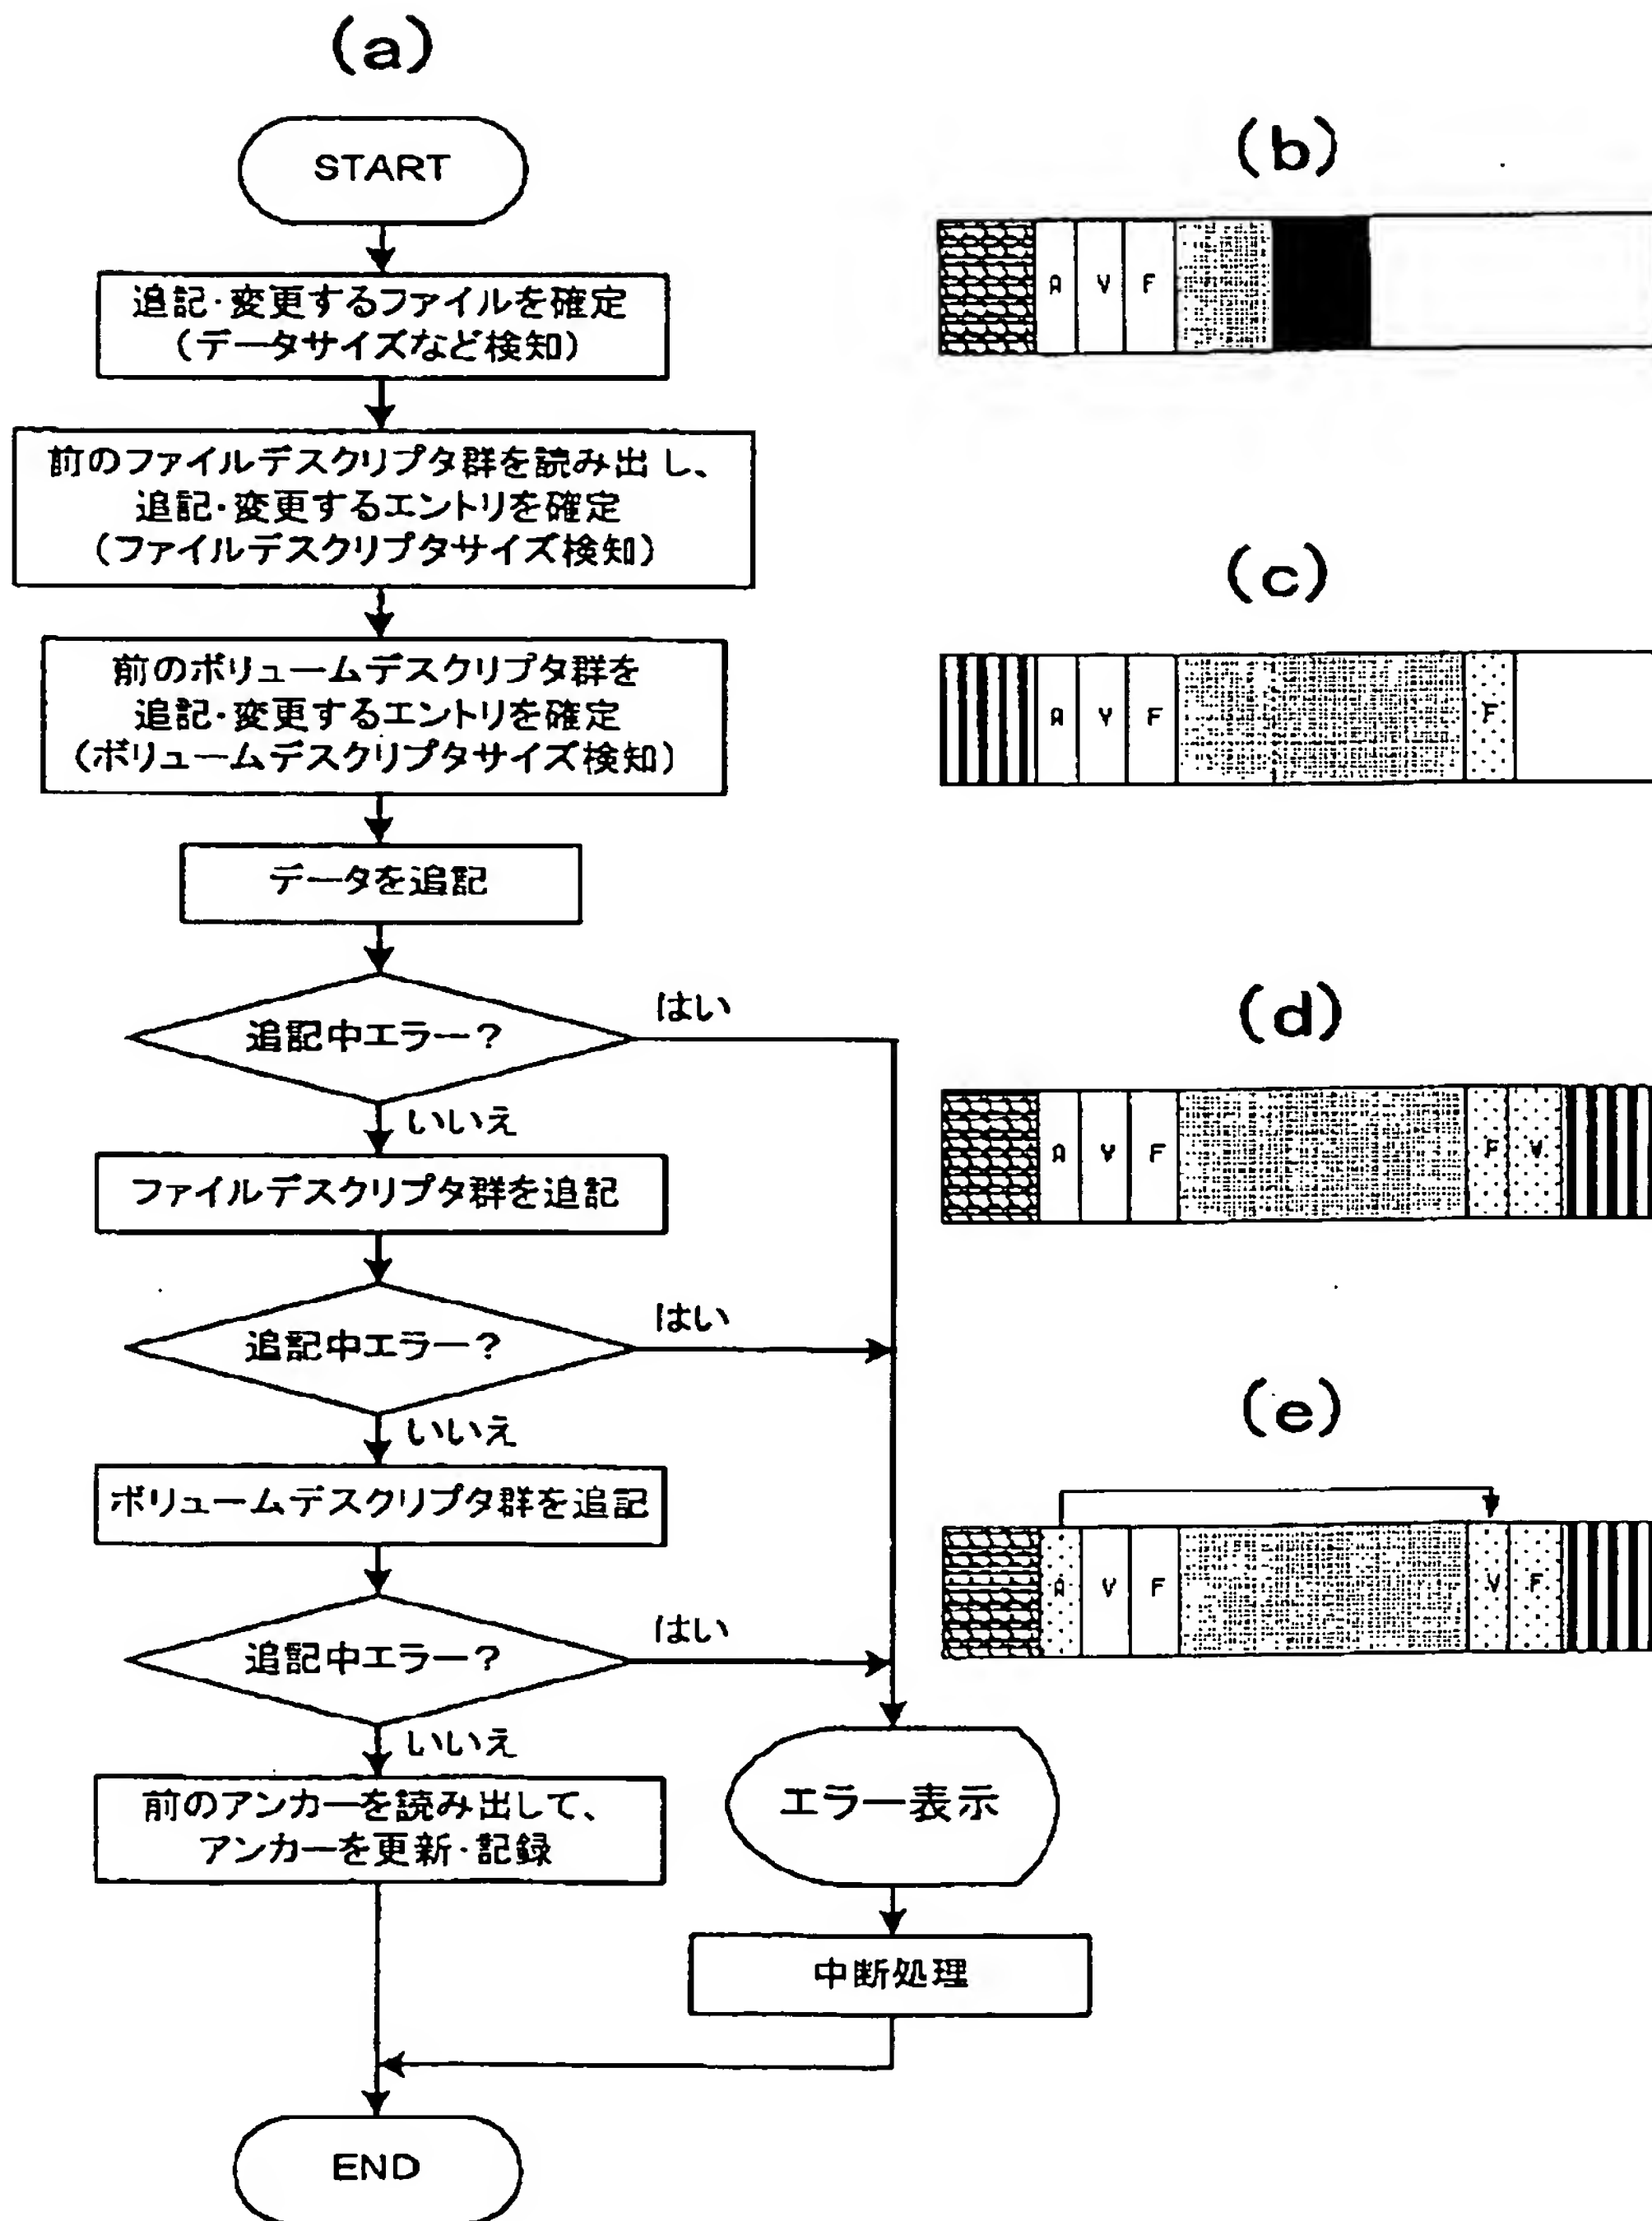 (a)
START
追記・変更するファイルを確定
(データサイズなど検知)
前のファイルデスクリプタ群を読み出し、
追記・変更するエントリを確定
(ファイルデスクリプタサイズ検知)
前のボリュームデスクリプタ群を
追記・変更するエントリを確定
(ボリュームデスクリプタサイズ検知)
データを追記
追記中エラー?
はい
いいえ
ファイルデスクリプタ群を追記
追記中エラー?
はい
いいえ
ボリュームデスクリプタ群を追記
追記中エラー?
はい
いいえ
前のアンカーを読み出して、
アンカーを更新・記録
エラー表示
中断処理
END
(b)
A V F
(c)
A V F F
(d)
A V F F V
(e)
A V F V F